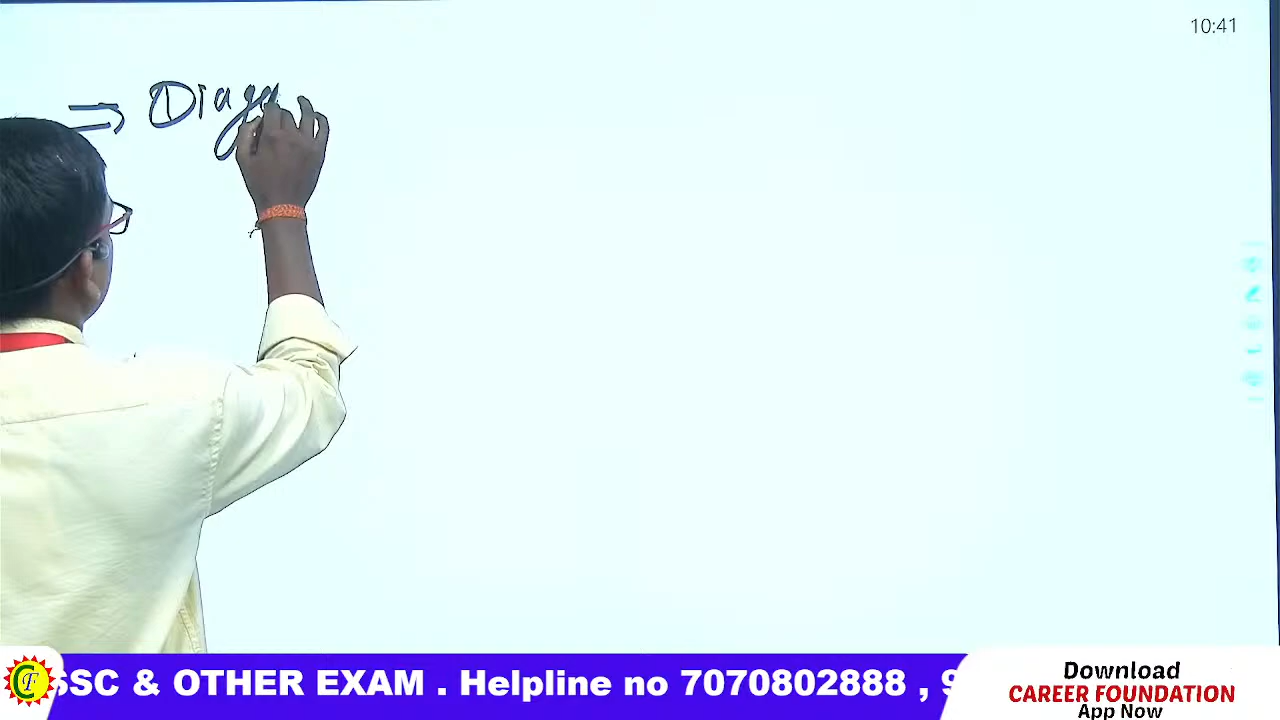 10:41
⇒ Diag
SSC & OTHER EXAM . Helpline no 7070802888 , 9
Download
CAREER FOUNDATION
App Now